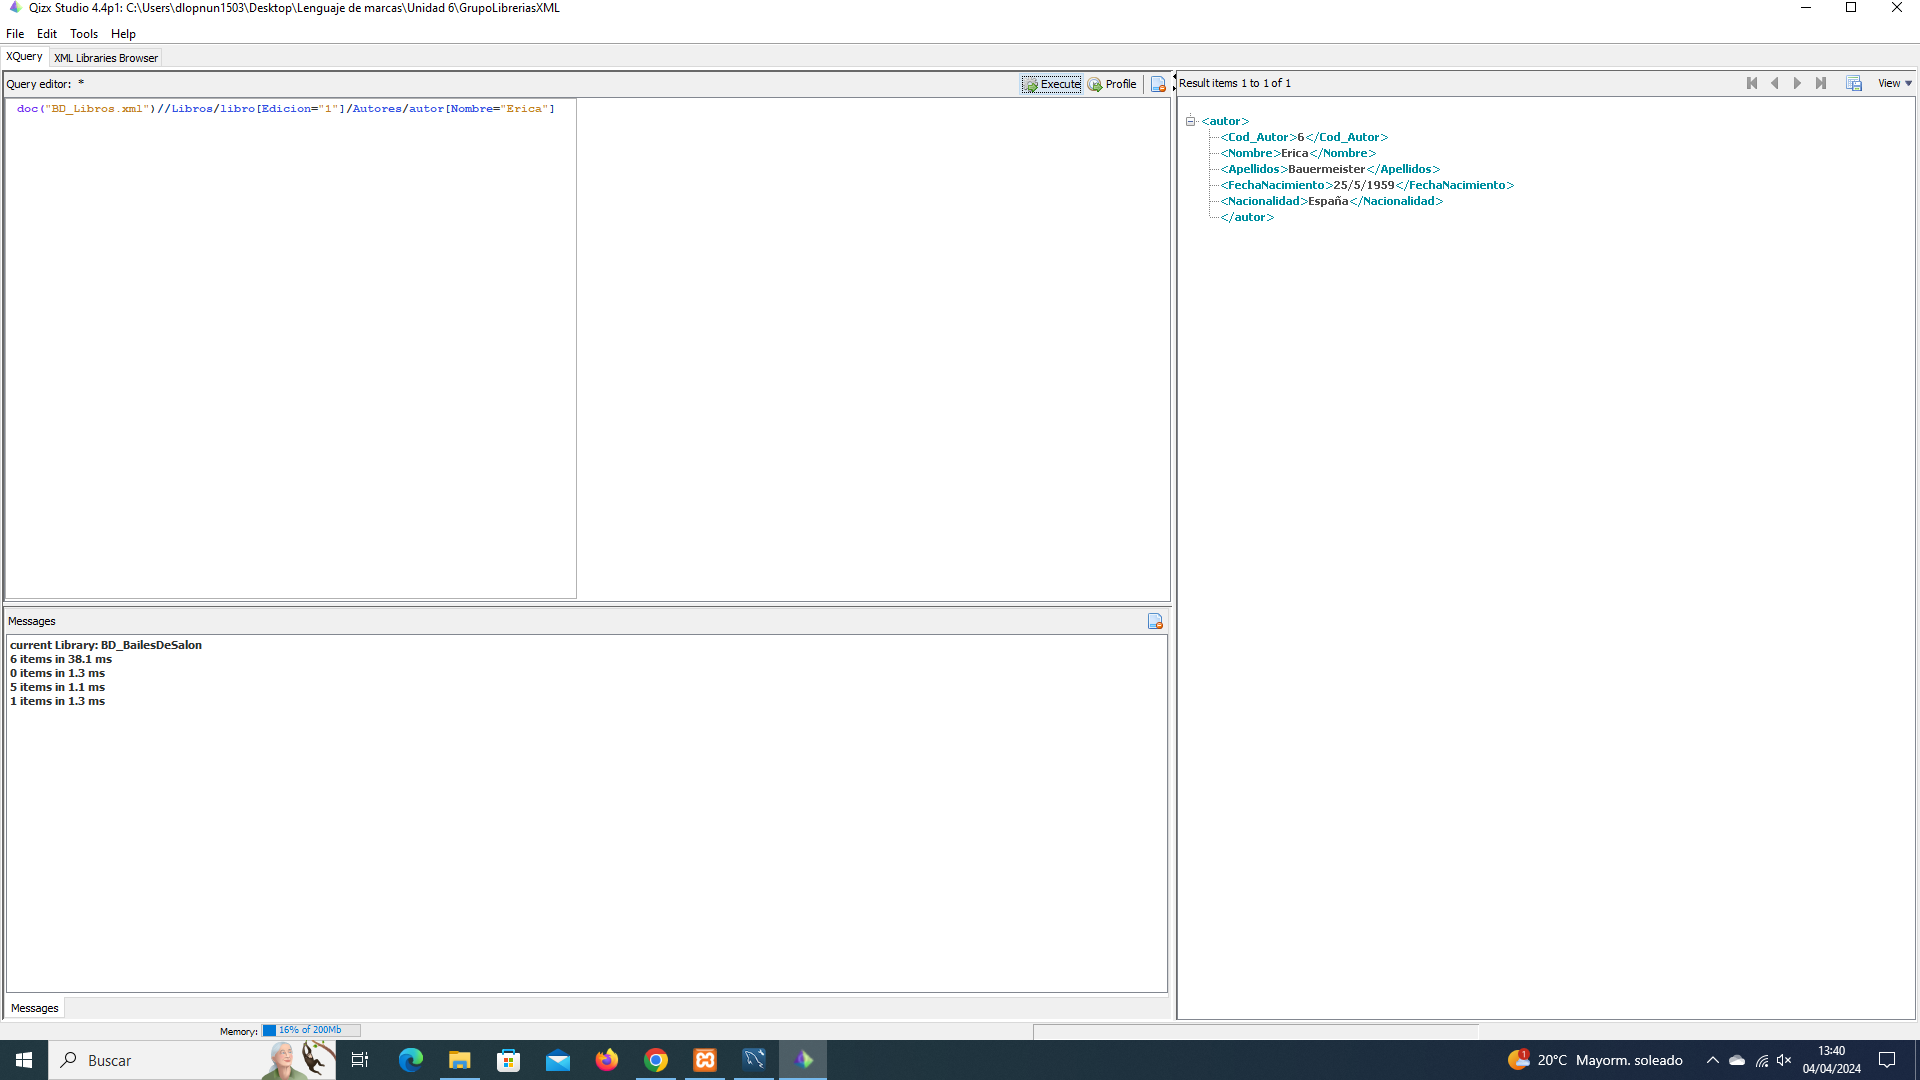 Qizx Studio 4.4p1: C:\Users\dlopnun1503\Desktop\Lenguaje de marcas\Unidad 6\GrupoLibreriasXML
File Edit Tools Help
XQuery XML Libraries Browser
Query editor: * Execute Profile
doc("BD_Libros.xml")//Libros/libro[Edicion="1"]/Autores/autor[Nombre="Erica"]
Messages
current Library: BD_BailesDeSalon
6 items in 38.1 ms
0 items in 1.3 ms
5 items in 1.1 ms
1 items in 1.3 ms
Messages
Result items 1 to 1 of 1 View
<autor>
<Cod_Autor>6</Cod_Autor>
<Nombre>Erica</Nombre>
<Apellidos>Bauermeister</Apellidos>
<FechaNacimiento>25/5/1959</FechaNacimiento>
<Nacionalidad>España</Nacionalidad>
</autor>
Memory: 16% of 200Mb
Buscar
1 20°C Mayorm. soleado
13:40
04/04/2024